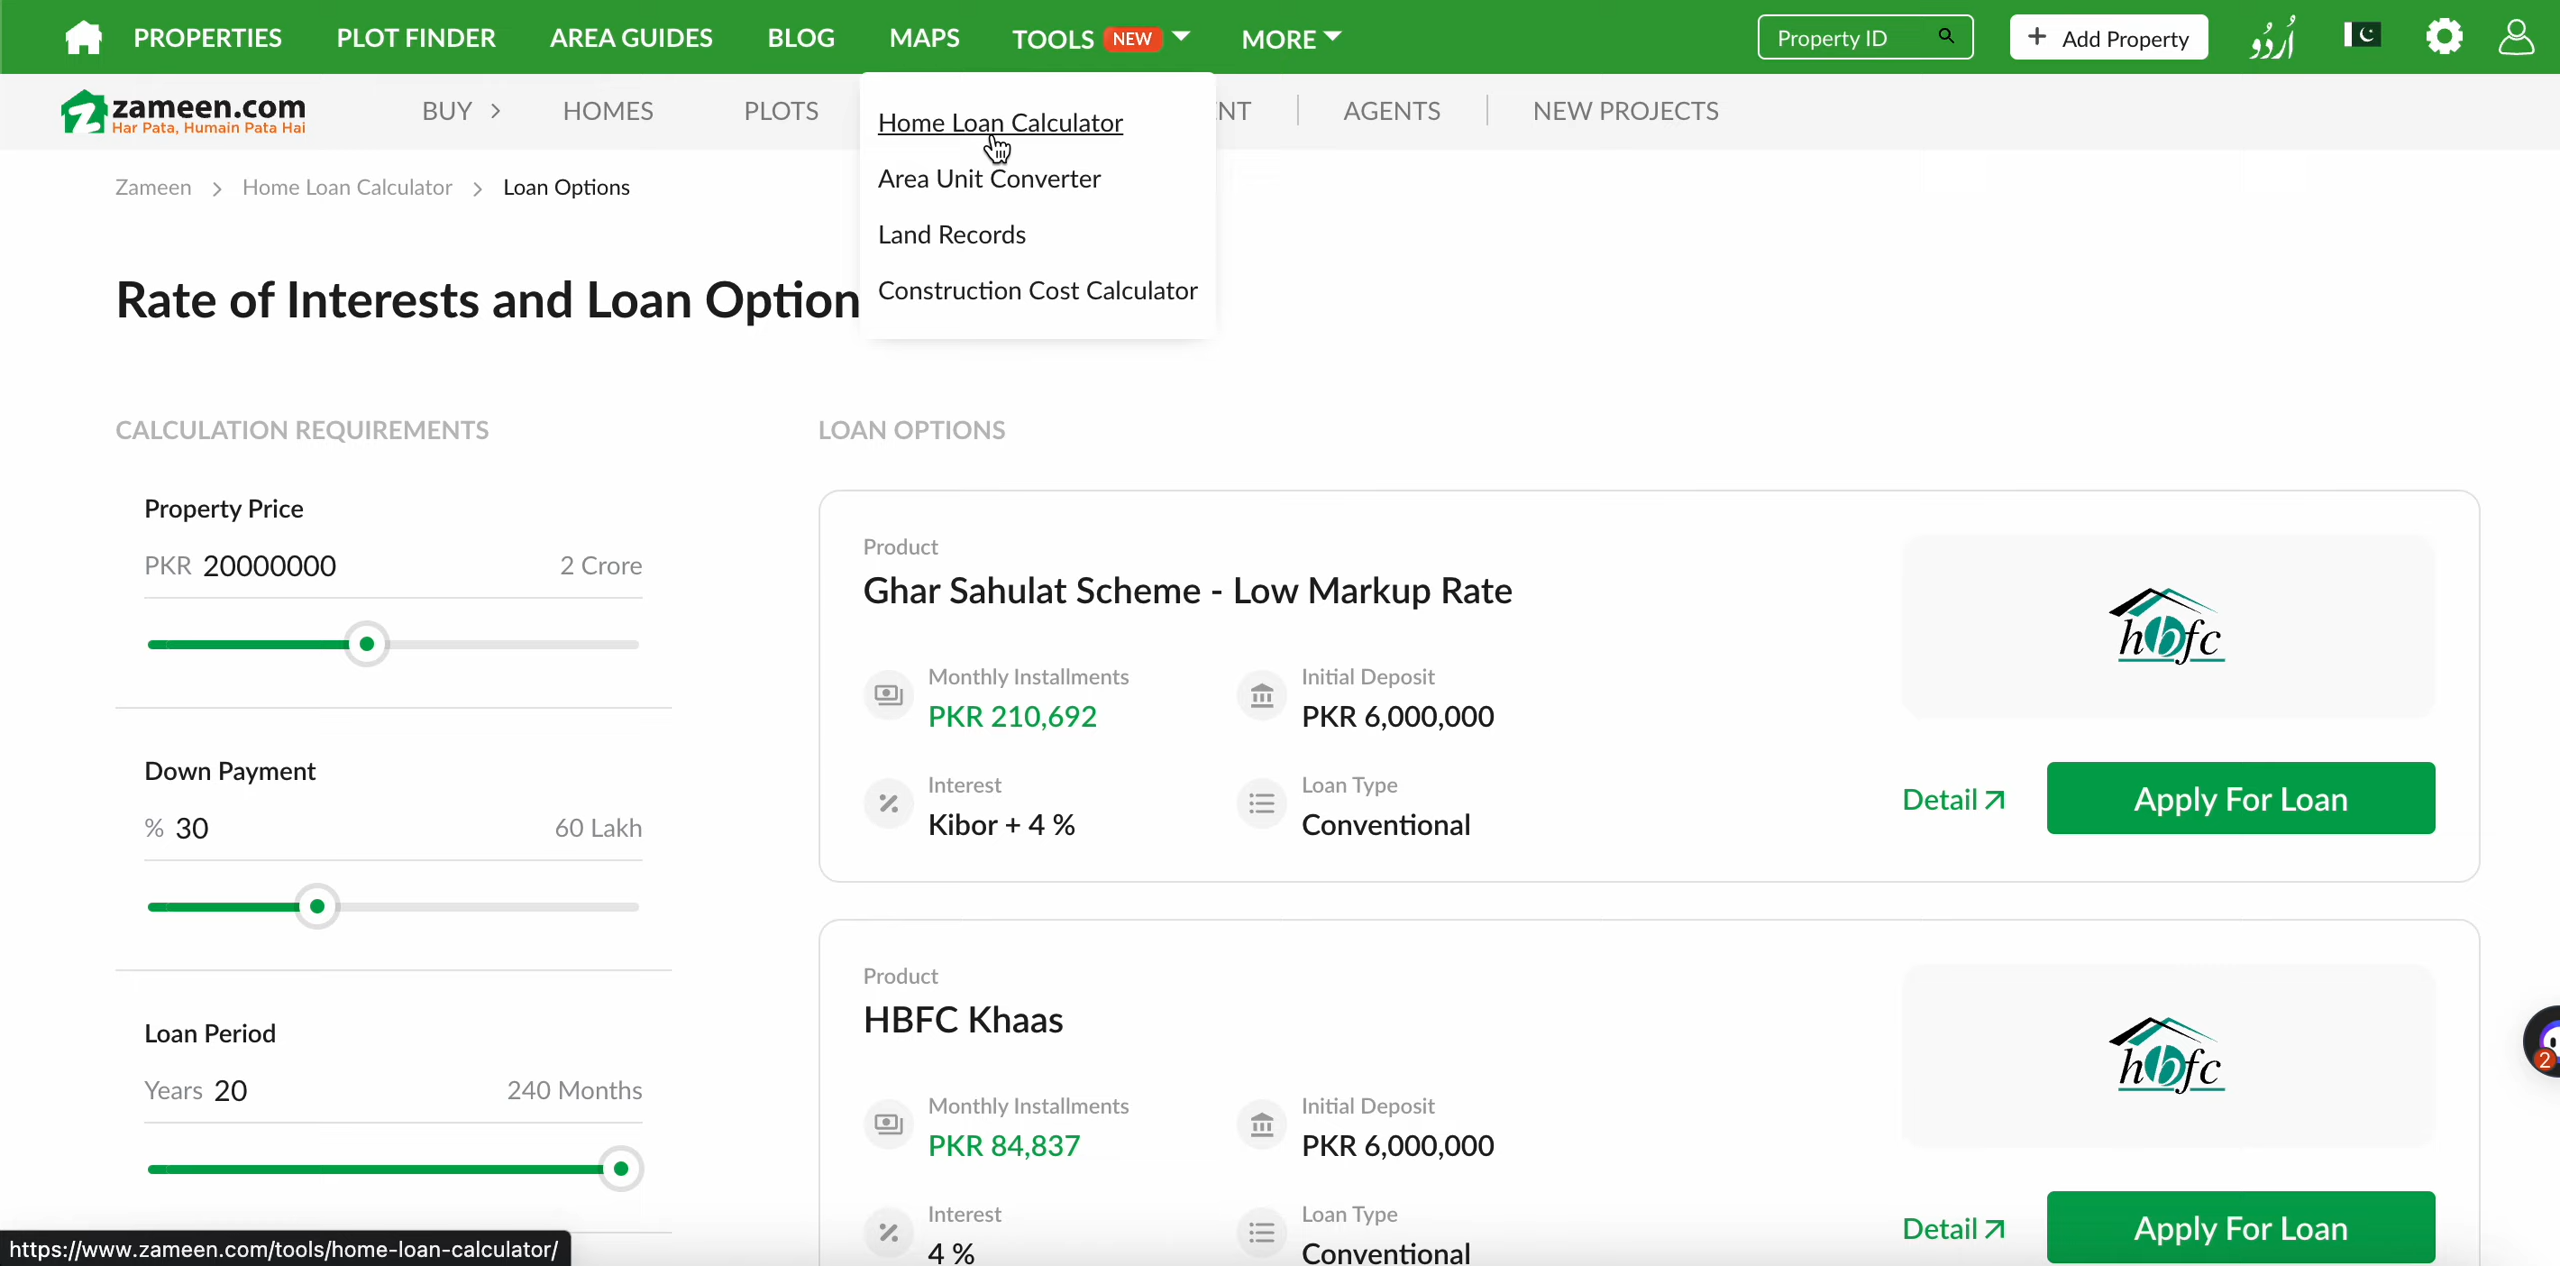 PROPERTIES PLOT FINDER AREA GUIDES BLOG MAPS TOOLS NEW MORE Property ID + Add Property اُردُو
zameen.com
Har Pata, Humain Pata Hai
BUY > HOMES PLOTS NT AGENTS NEW PROJECTS
Home Loan Calculator
Area Unit Converter
Land Records
Construction Cost Calculator
Zameen > Home Loan Calculator > Loan Options
Rate of Interests and Loan Option
CALCULATION REQUIREMENTS
Property Price
PKR 20000000 2 Crore
Down Payment
% 30 60 Lakh
Loan Period
Years 20 240 Months
LOAN OPTIONS
Product
Ghar Sahulat Scheme - Low Markup Rate
hbfc
Monthly Installments Initial Deposit
PKR 210,692 PKR 6,000,000
Interest Loan Type
Kibor + 4 % Conventional
Detail Apply For Loan
Product
HBFC Khaas
hbfc
Monthly Installments Initial Deposit
PKR 84,837 PKR 6,000,000
Interest Loan Type
4 % Conventional
Detail Apply For Loan
2
https://www.zameen.com/tools/home-loan-calculator/